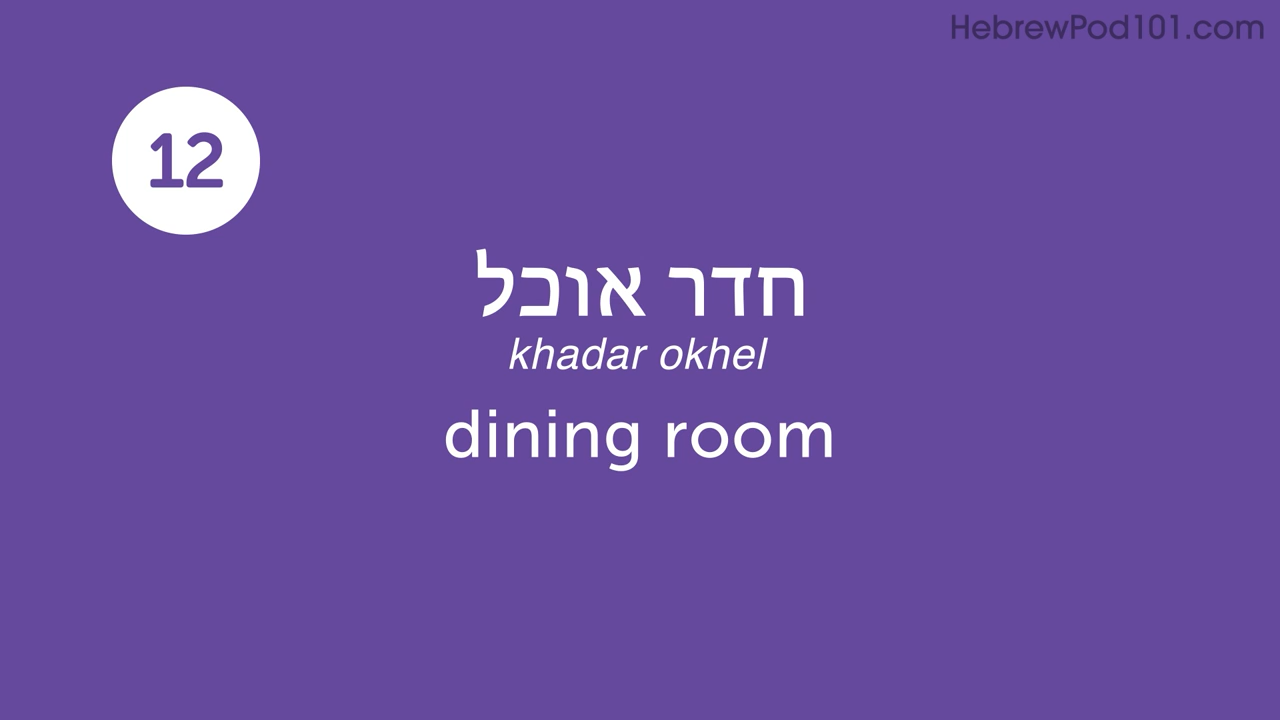 HebrewPod101.com
12
חדר אוכל
khadar okhel
dining room